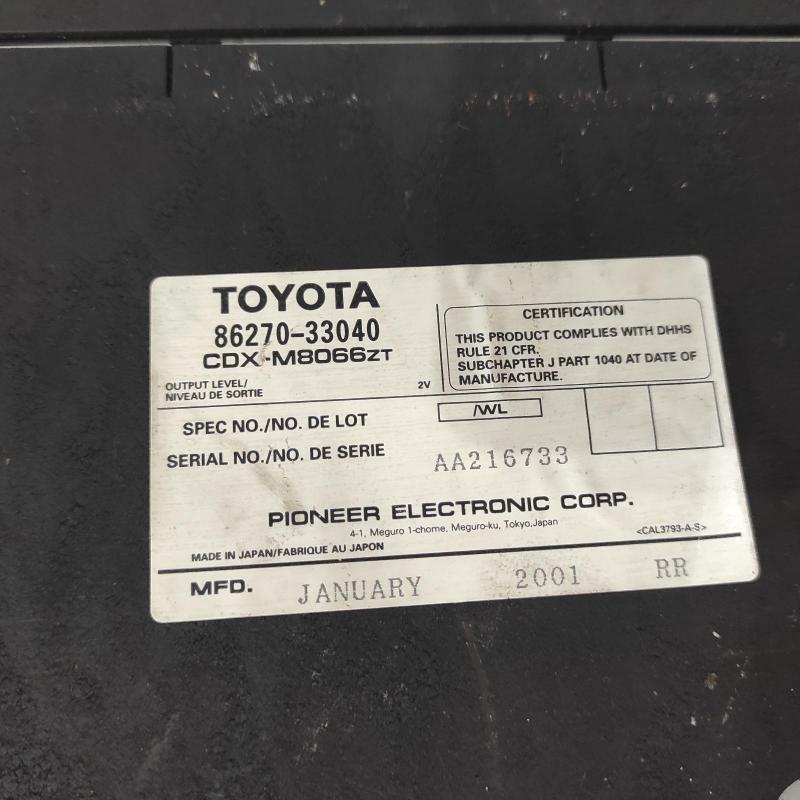 TOYOTA
86270-33040
CDX-M8066ZT
OUTPUT LEVEL/
NIVEAU DE SORTIE 2V
CERTIFICATION
THIS PRODUCT COMPLIES WITH DHHS
RULE 21 CFR.
SUBCHAPTER J PART 1040 AT DATE OF
MANUFACTURE.
SPEC NO./NO. DE LOT /WL
SERIAL NO./NO. DE SERIE AA216733
PIONEER ELECTRONIC CORP.
4-1, Meguro 1-chome, Meguro-ku, Tokyo,Japan
<CAL3793-A-S>
MADE IN JAPAN/FABRIQUE AU JAPON
MFD. JANUARY 2001 RR